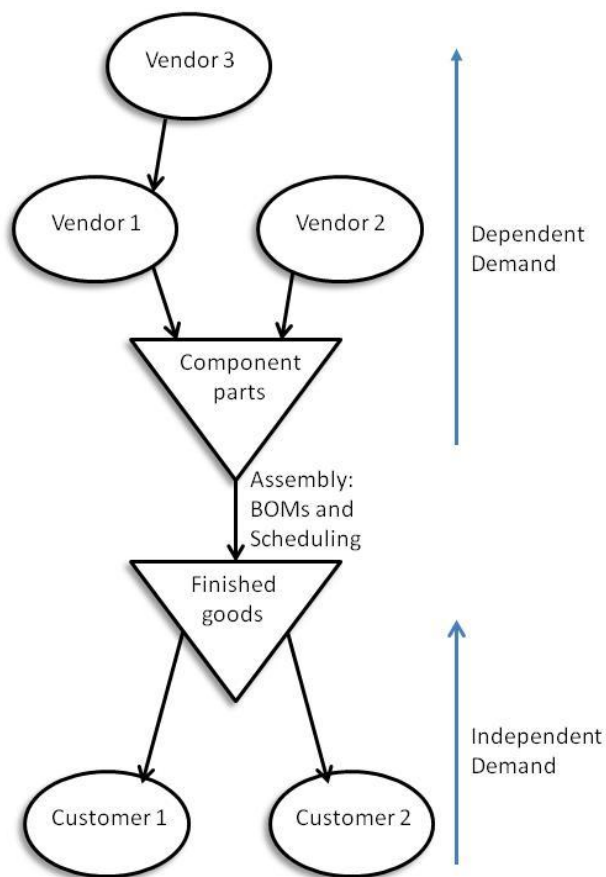 Vendor 3
Vendor 1
Vendor 2
Dependent
Demand
Component
parts
Assembly:
BOMs and
Scheduling
Finished
goods
Independent
Demand
Customer 1
Customer 2